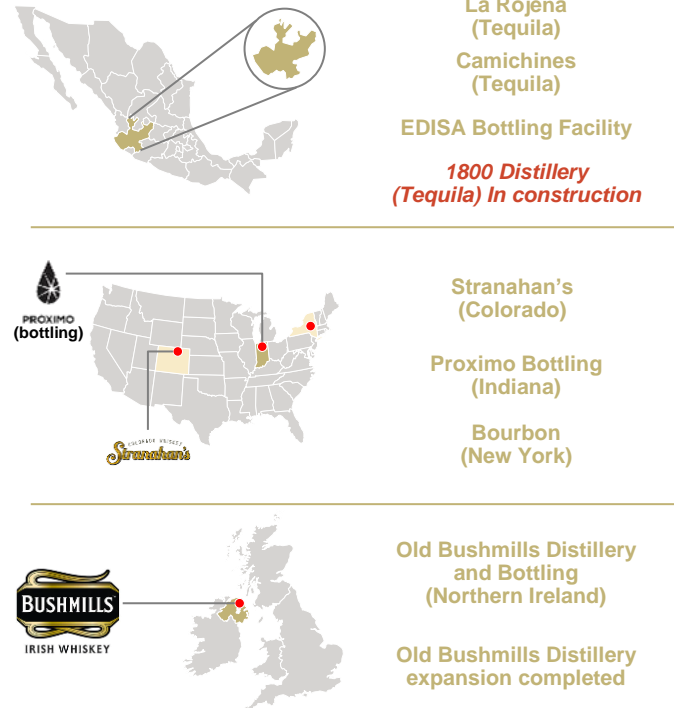 La Rojeña
(Tequila)
Camichines
(Tequila)
EDISA Bottling Facility
1800 Distillery
(Tequila) In construction
PROXIMO
(bottling)
COLORADO WHISKEY
Stranahan's
Stranahan’s
(Colorado)
Proximo Bottling
(Indiana)
Bourbon
(New York)
BUSHMILLS
IRISH WHISKEY
Old Bushmills Distillery
and Bottling
(Northern Ireland)
Old Bushmills Distillery
expansion completed